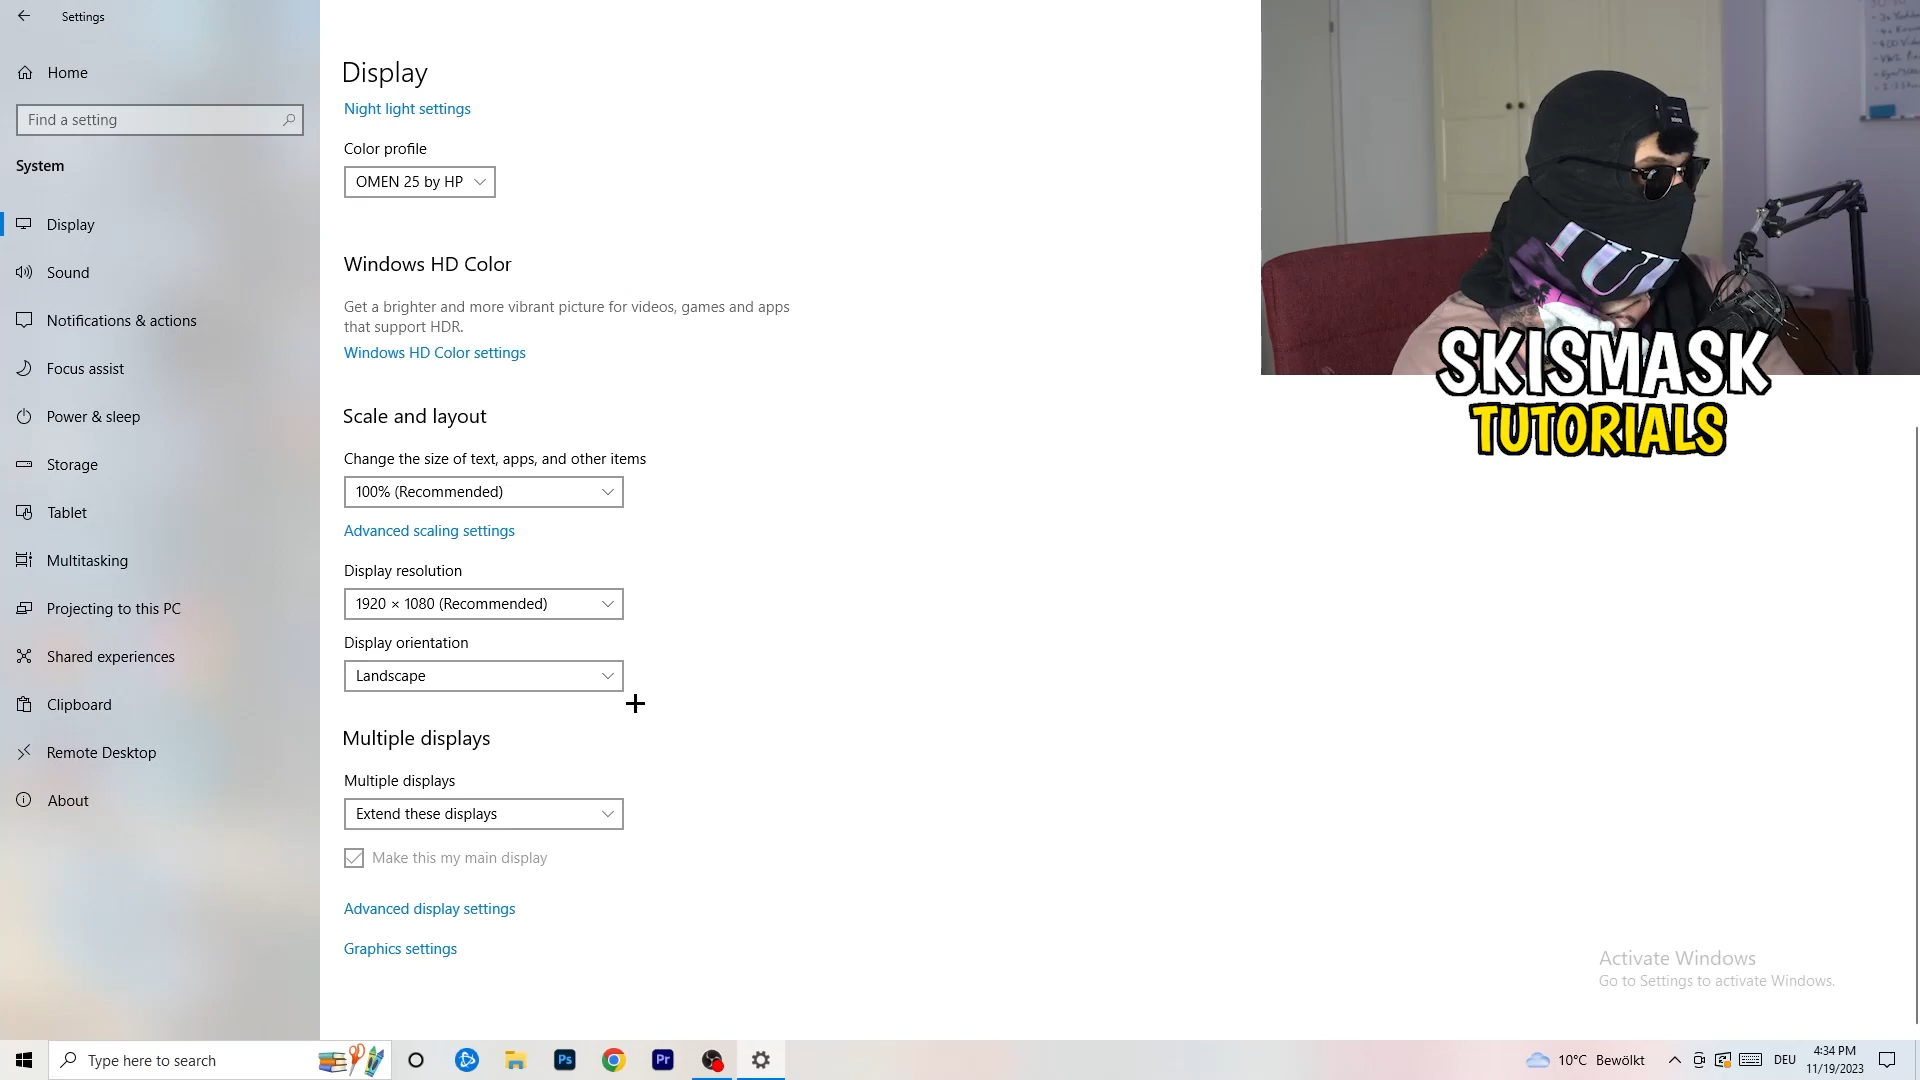 Settings
Home
Find a setting
System
Display
Sound
Notifications & actions
Focus assist
Power & sleep
Storage
Tablet
Multitasking
Projecting to this PC
Shared experiences
Clipboard
Remote Desktop
About
Display
Night light settings
Color profile
OMEN 25 by HP
Windows HD Color
Get a brighter and more vibrant picture for videos, games and apps
that support HDR.
Windows HD Color settings
Scale and layout
Change the size of text, apps, and other items
100% (Recommended)
Advanced scaling settings
Display resolution
1920 × 1080 (Recommended)
Display orientation
Landscape
Multiple displays
Multiple displays
Extend these displays
Make this my main display
Advanced display settings
Graphics settings
SKISMASK
TUTORIALS
Activate Windows
Go to Settings to activate Windows.
Type here to search
Ps
Pr
10°C Bewölkt
DEU
4:34 PM
11/19/2023